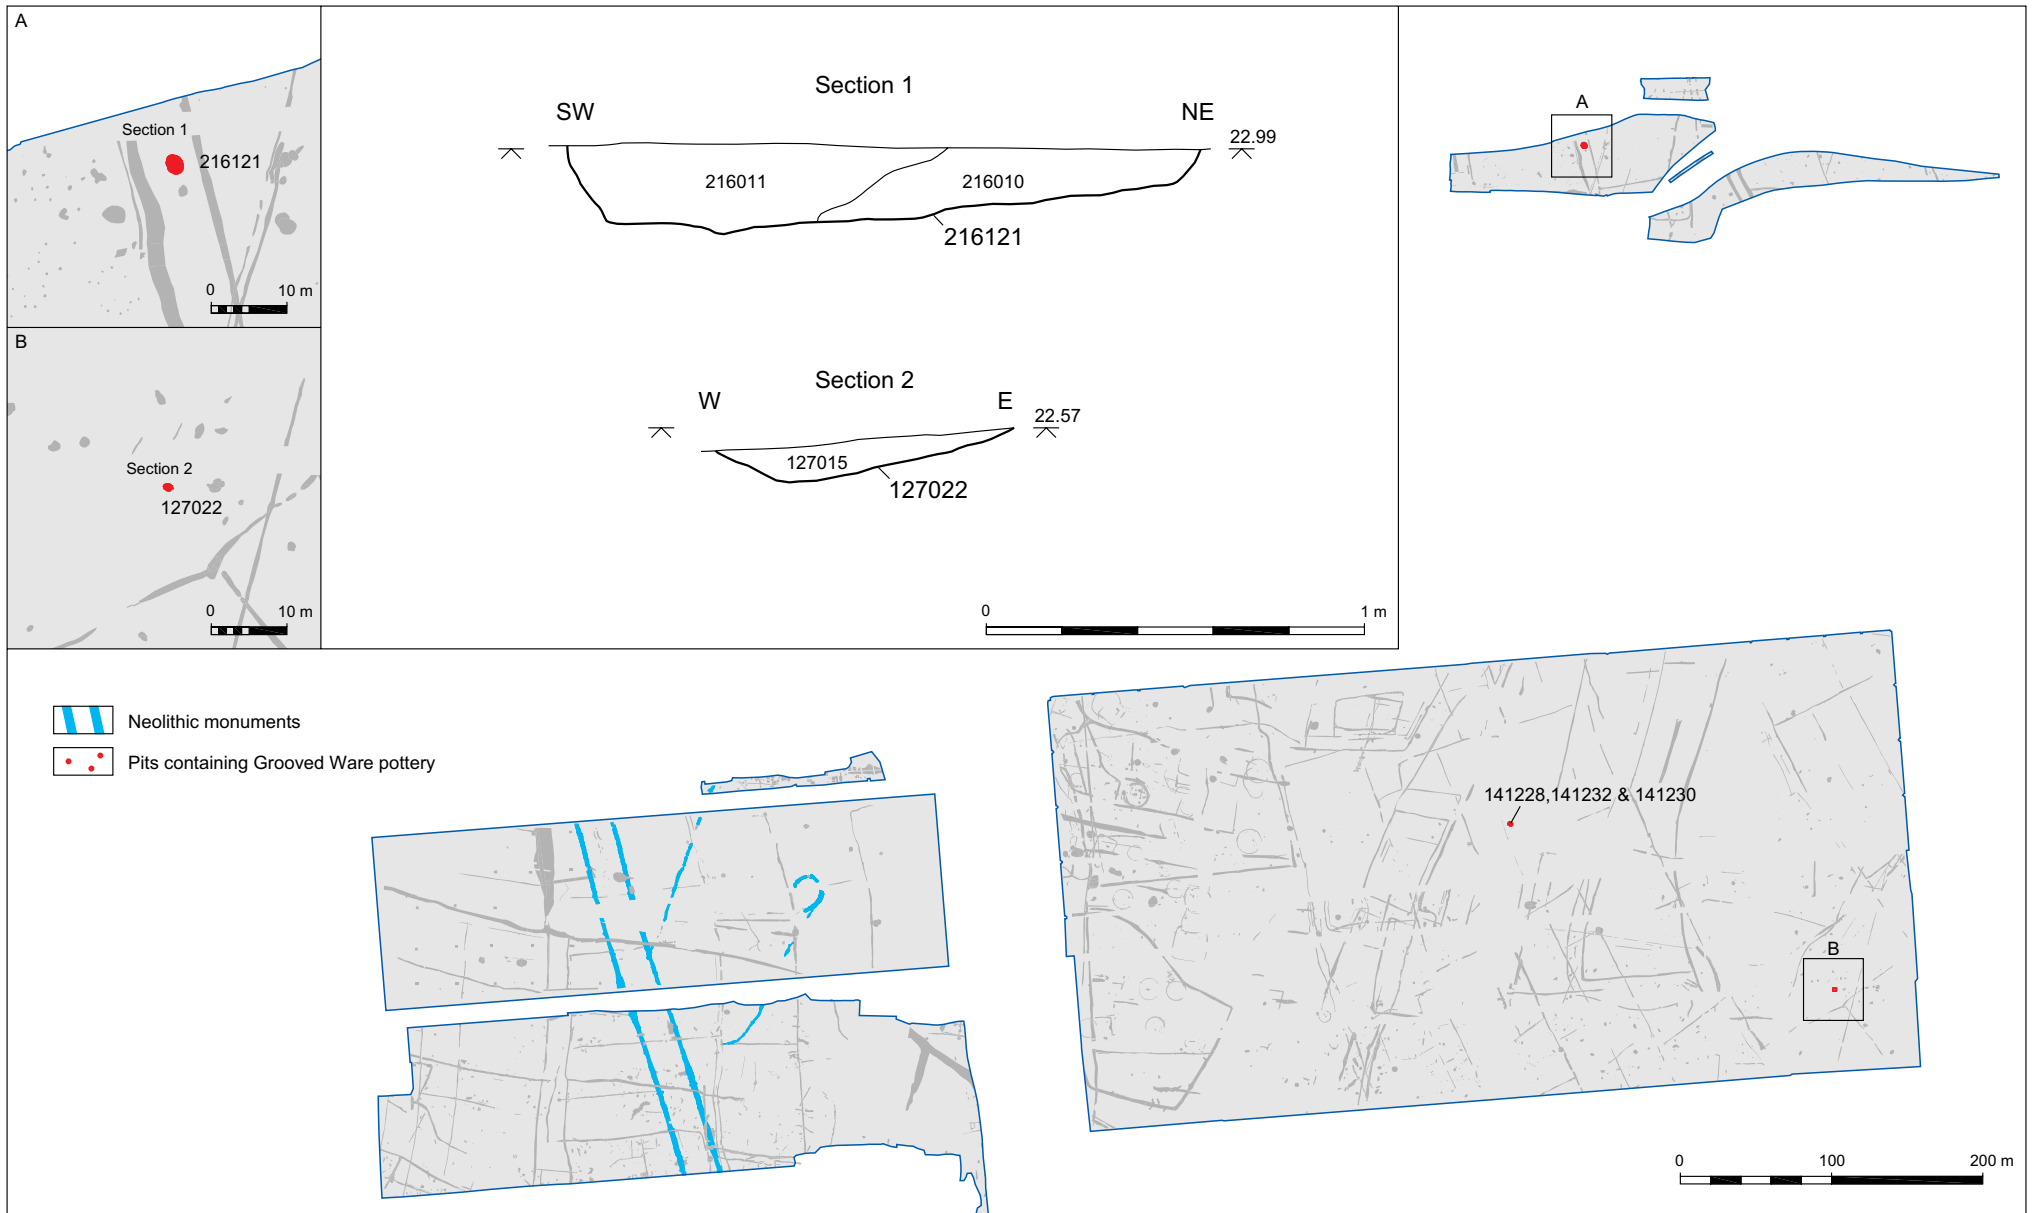 A
Section 1
216121
0 10 m
B
Section 2
127022
0 10 m
Section 1
SW NE
22.99
216011 216010
216121
Section 2
W E
22.57
127015
127022
0 1 m
A
Neolithic monuments
Pits containing Grooved Ware pottery
141228,141232 & 141230
B
0 100 200 m